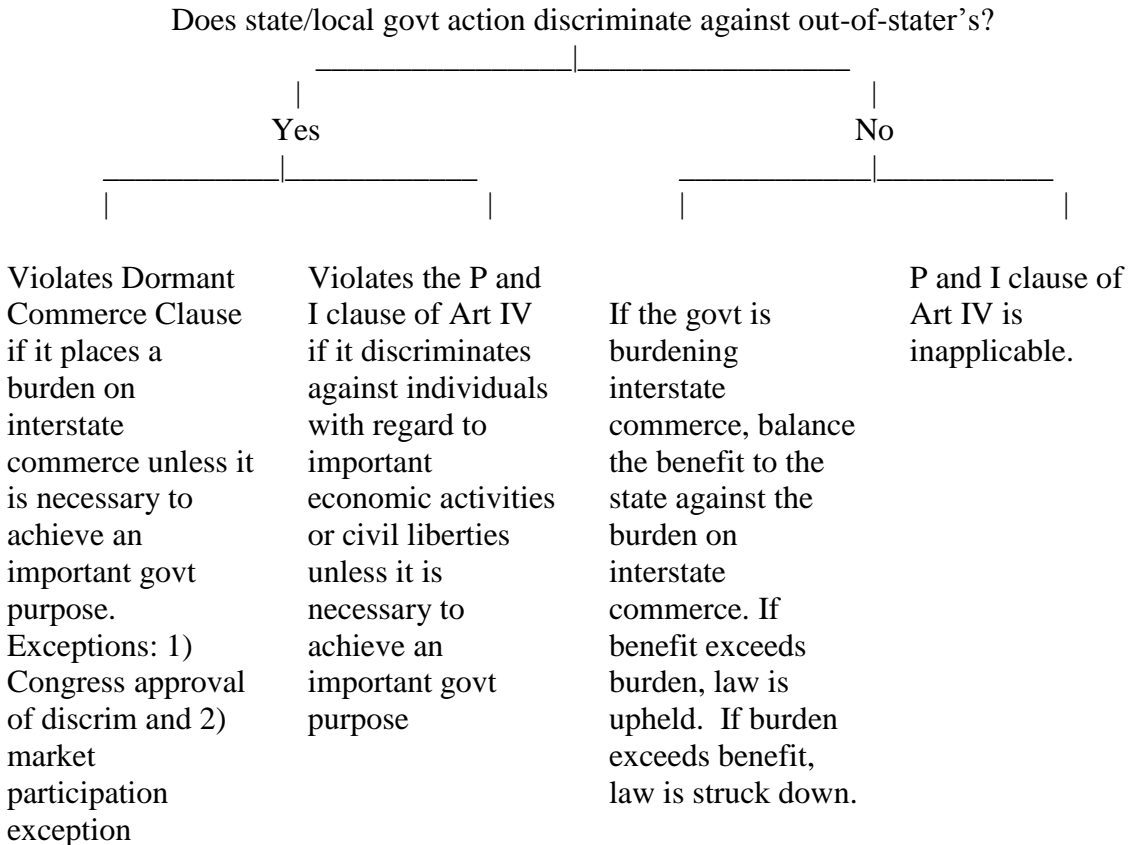 Does state/local govt action discriminate against out-of-stater's?
Yes
No
Violates Dormant
Commerce Clause
if it places a
burden on
interstate
commerce unless it
is necessary to
achieve an
important govt
purpose.
Exceptions: 1)
Congress approval
of discrim and 2)
market
participation
exception
Violates the P and
I clause of Art IV
if it discriminates
against individuals
with regard to
important
economic activities
or civil liberties
unless it is
necessary to
achieve an
important govt
purpose
If the govt is
burdening
interstate
commerce, balance
the benefit to the
state against the
burden on
interstate
commerce. If
benefit exceeds
burden, law is
upheld.  If burden
exceeds benefit,
law is struck down.
P and I clause of
Art IV is
inapplicable.